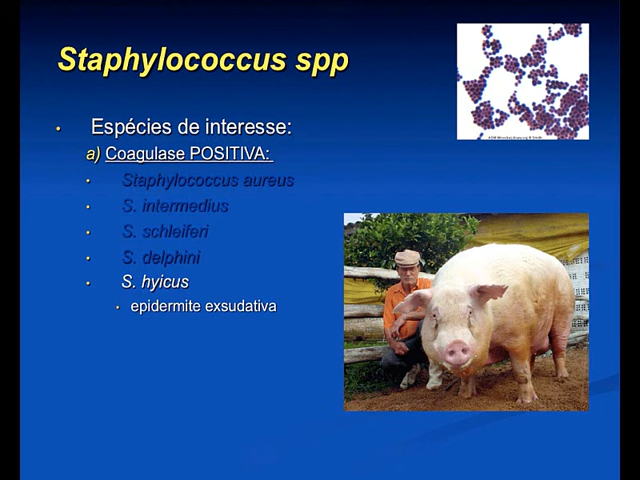 Staphylococcus spp
• Espécies de interesse:
a) Coagulase POSITIVA:
• Staphylococcus aureus
• S. intermedius
• S. schleiferi
• S. delphini
• S. hyicus
• epidermite exsudativa